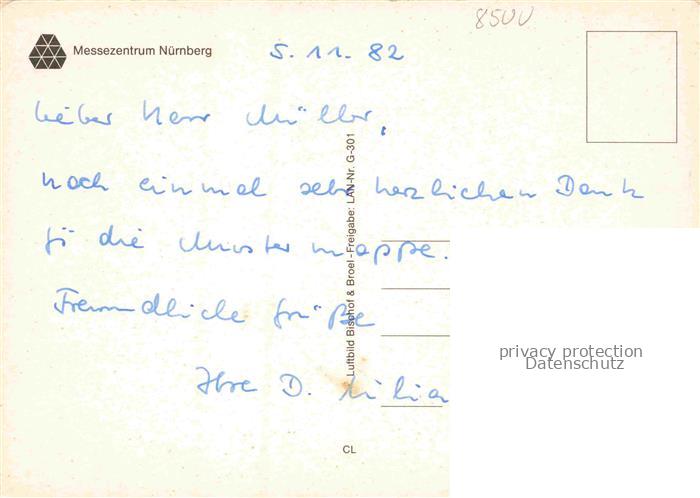 8500
Messezentrum Nürnberg
5.11.82
Lieber Herr Müller,
noch einmal sehr herzlichen Dank
für die Mustermappe.
Freundliche Grüße
Ihre D.
Luftbild Bischof & Broel-Freigabe: LAN-Nr. G-301
CL
privacy protection
Datenschutz